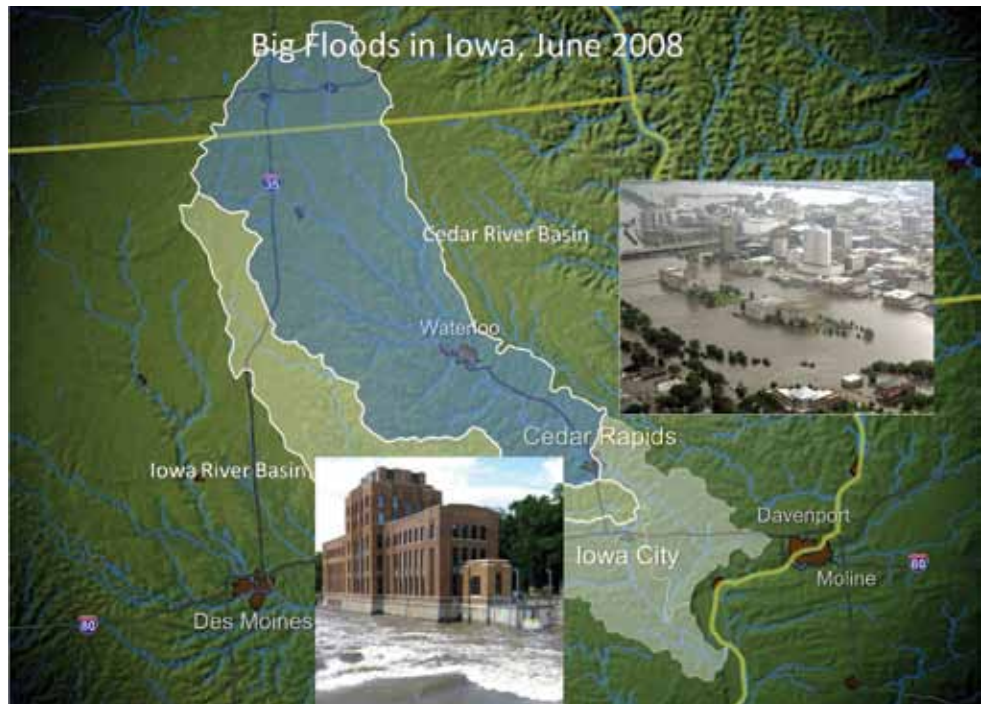 Big Floods in Iowa, June 2008
35
Cedar River Basin
Waterloo
Cedar Rapids
Iowa River Basin
Davenport
Iowa City
Moline
80
Des Moines
80